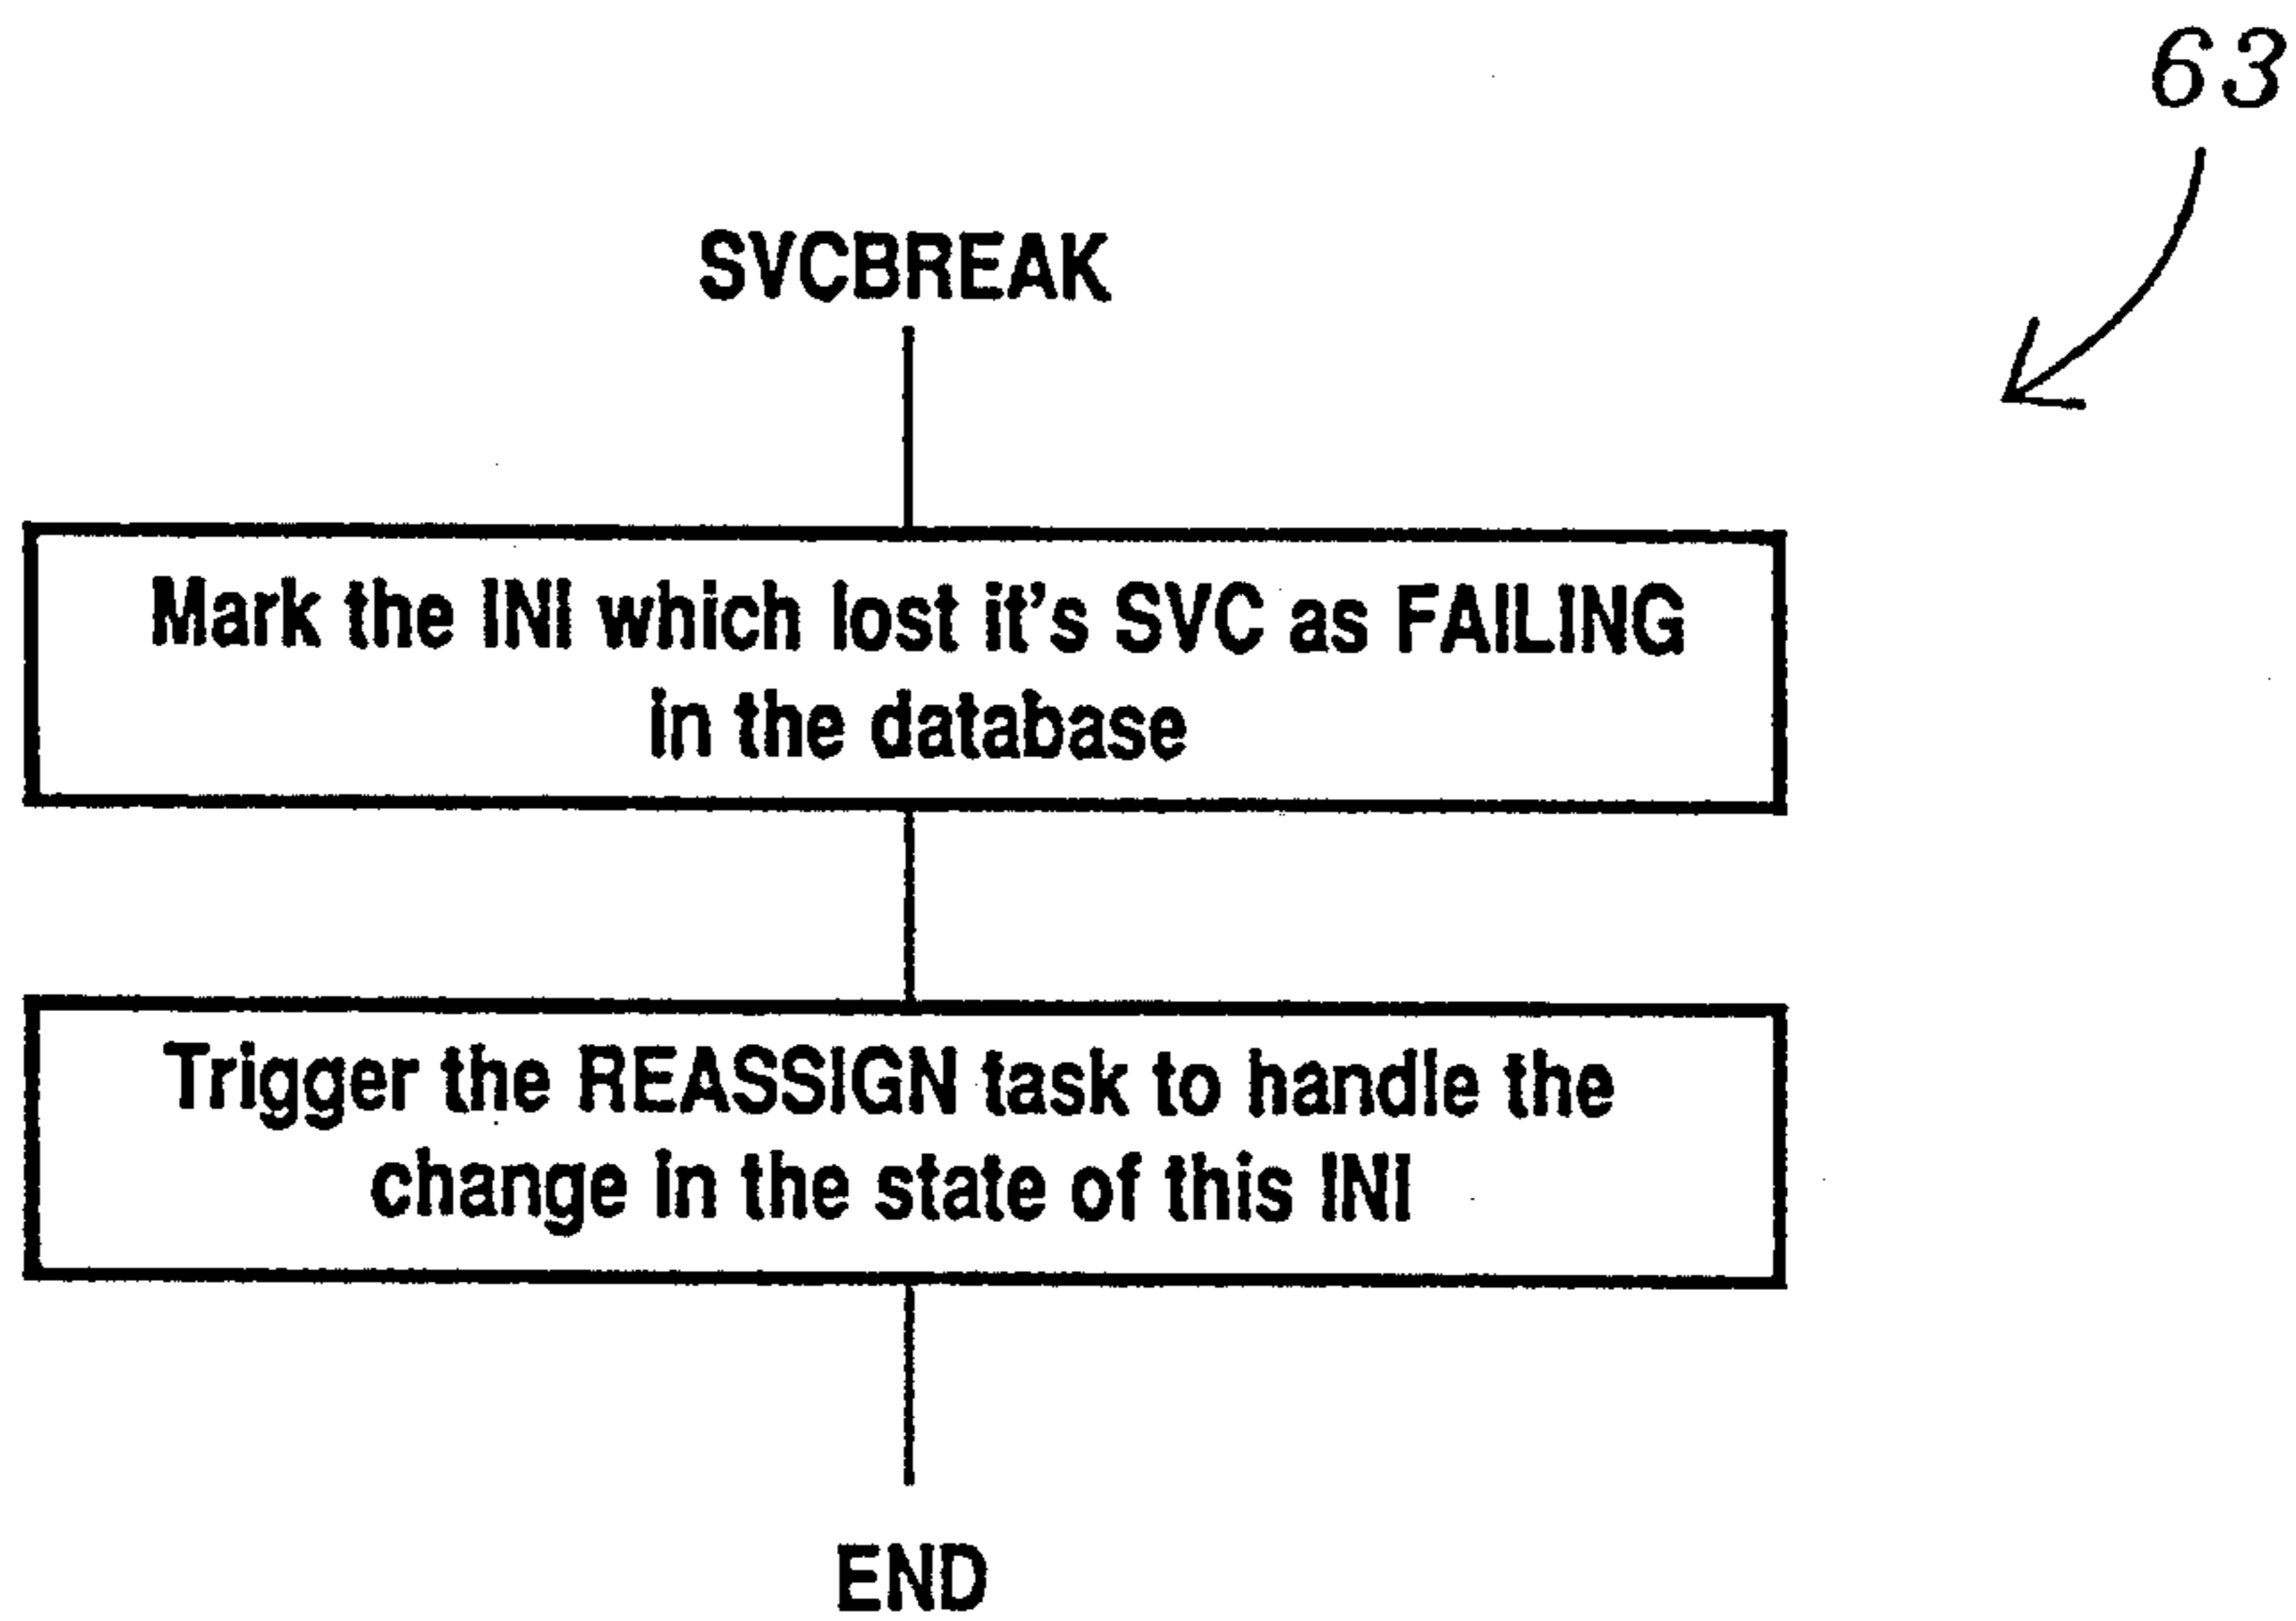 63
SVCBREAK
Mark the INI which lost it's SVC as FAILING
in the database
Trigger the REASSIGN task to handle the
change in the state of this INI
END